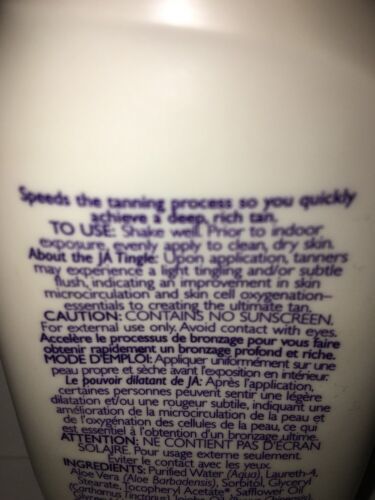 Speeds the tanning process so you quickly
achieve a deep, rich tan.
TO USE: Shake well. Prior to indoor
exposure, evenly apply to clean, dry skin.
About the JA Tingle: Upon application, tanners
may experience a light tingling and/or subtle
flush, indicating an improvement in skin
microcirculation and skin cell oxygenation—
essentials to creating the ultimate tan.
CAUTION: CONTAINS NO SUNSCREEN.
For external use only. Avoid contact with eyes.
Accelère le processus de bronzage pour vous faire
obtenir rapidement un bronzage profond et riche.
MODE D'EMPLOI: Appliquer uniformément sur une
peau propre et sèche avant l'exposition en intérieur.
Le pouvoir dilatant de JA: Après l'application,
certaines personnes peuvent sentir une légère
dilatation et/ou une rougeur subtile, indiquant une
amélioration de la microcirculation de la peau et
de l'oxygénation des cellules de la peau, ce qui
est essentiel à l'obtention d'un bronzage ultime.
ATTENTION: NE CONTIENT PAS D'ECRAN
SOLAIRE. Pour usage externe seulement.
Eviter le contact avec les yeux.
INGREDIENTS: Purified Water (Aqua), Laureth-4,
Aloe Vera (Aloe Barbadensis), Sorbitol, Glyceryl
Stearate, Tocopheryl Acetate, Safflower Oil